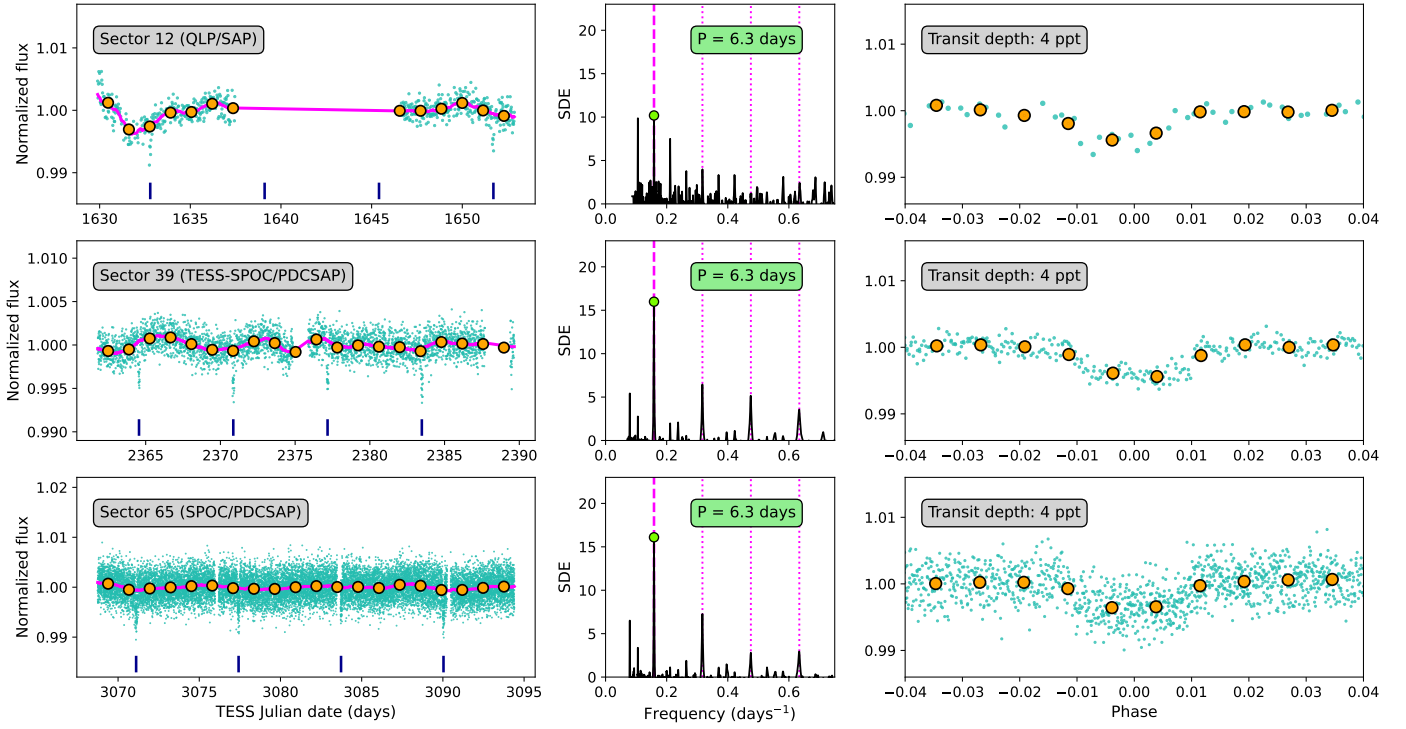 Normalized flux
1.01
1.00
0.99
Sector 12 (QLP/SAP)
1630 1635 1640 1645 1650
SDE
20
15
10
5
0
P = 6.3 days
0.0 0.2 0.4 0.6
1.01
1.00
0.99
Transit depth: 4 ppt
−0.04 −0.03 −0.02 −0.01 0.00 0.01 0.02 0.03 0.04
Normalized flux
1.010
1.005
1.000
0.995
0.990
Sector 39 (TESS-SPOC/PDCSAP)
2365 2370 2375 2380 2385 2390
SDE
20
15
10
5
0
P = 6.3 days
0.0 0.2 0.4 0.6
1.01
1.00
0.99
Transit depth: 4 ppt
−0.04 −0.03 −0.02 −0.01 0.00 0.01 0.02 0.03 0.04
Normalized flux
1.02
1.01
1.00
0.99
Sector 65 (SPOC/PDCSAP)
3070 3075 3080 3085 3090 3095
TESS Julian date (days)
SDE
20
15
10
5
0
P = 6.3 days
0.0 0.2 0.4 0.6
Frequency (days⁻¹)
1.01
1.00
0.99
Transit depth: 4 ppt
−0.04 −0.03 −0.02 −0.01 0.00 0.01 0.02 0.03 0.04
Phase